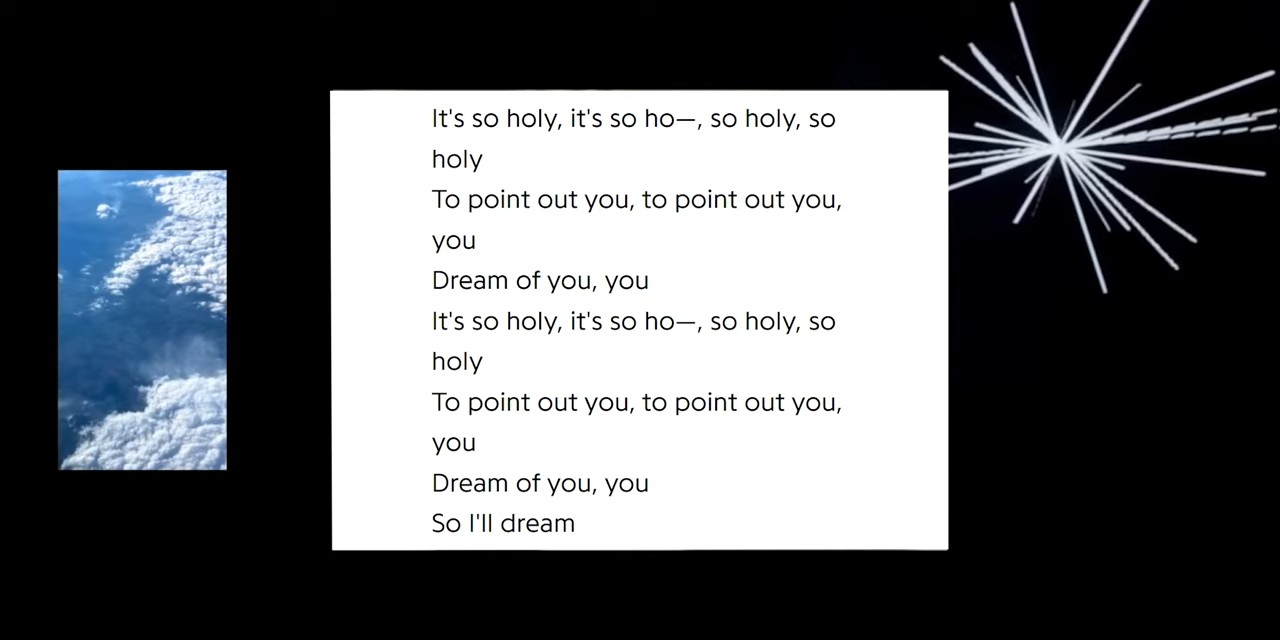 It's so holy, it's so ho—, so holy, so
holy
To point out you, to point out you,
you
Dream of you, you
It's so holy, it's so ho—, so holy, so
holy
To point out you, to point out you,
you
Dream of you, you
So I'll dream